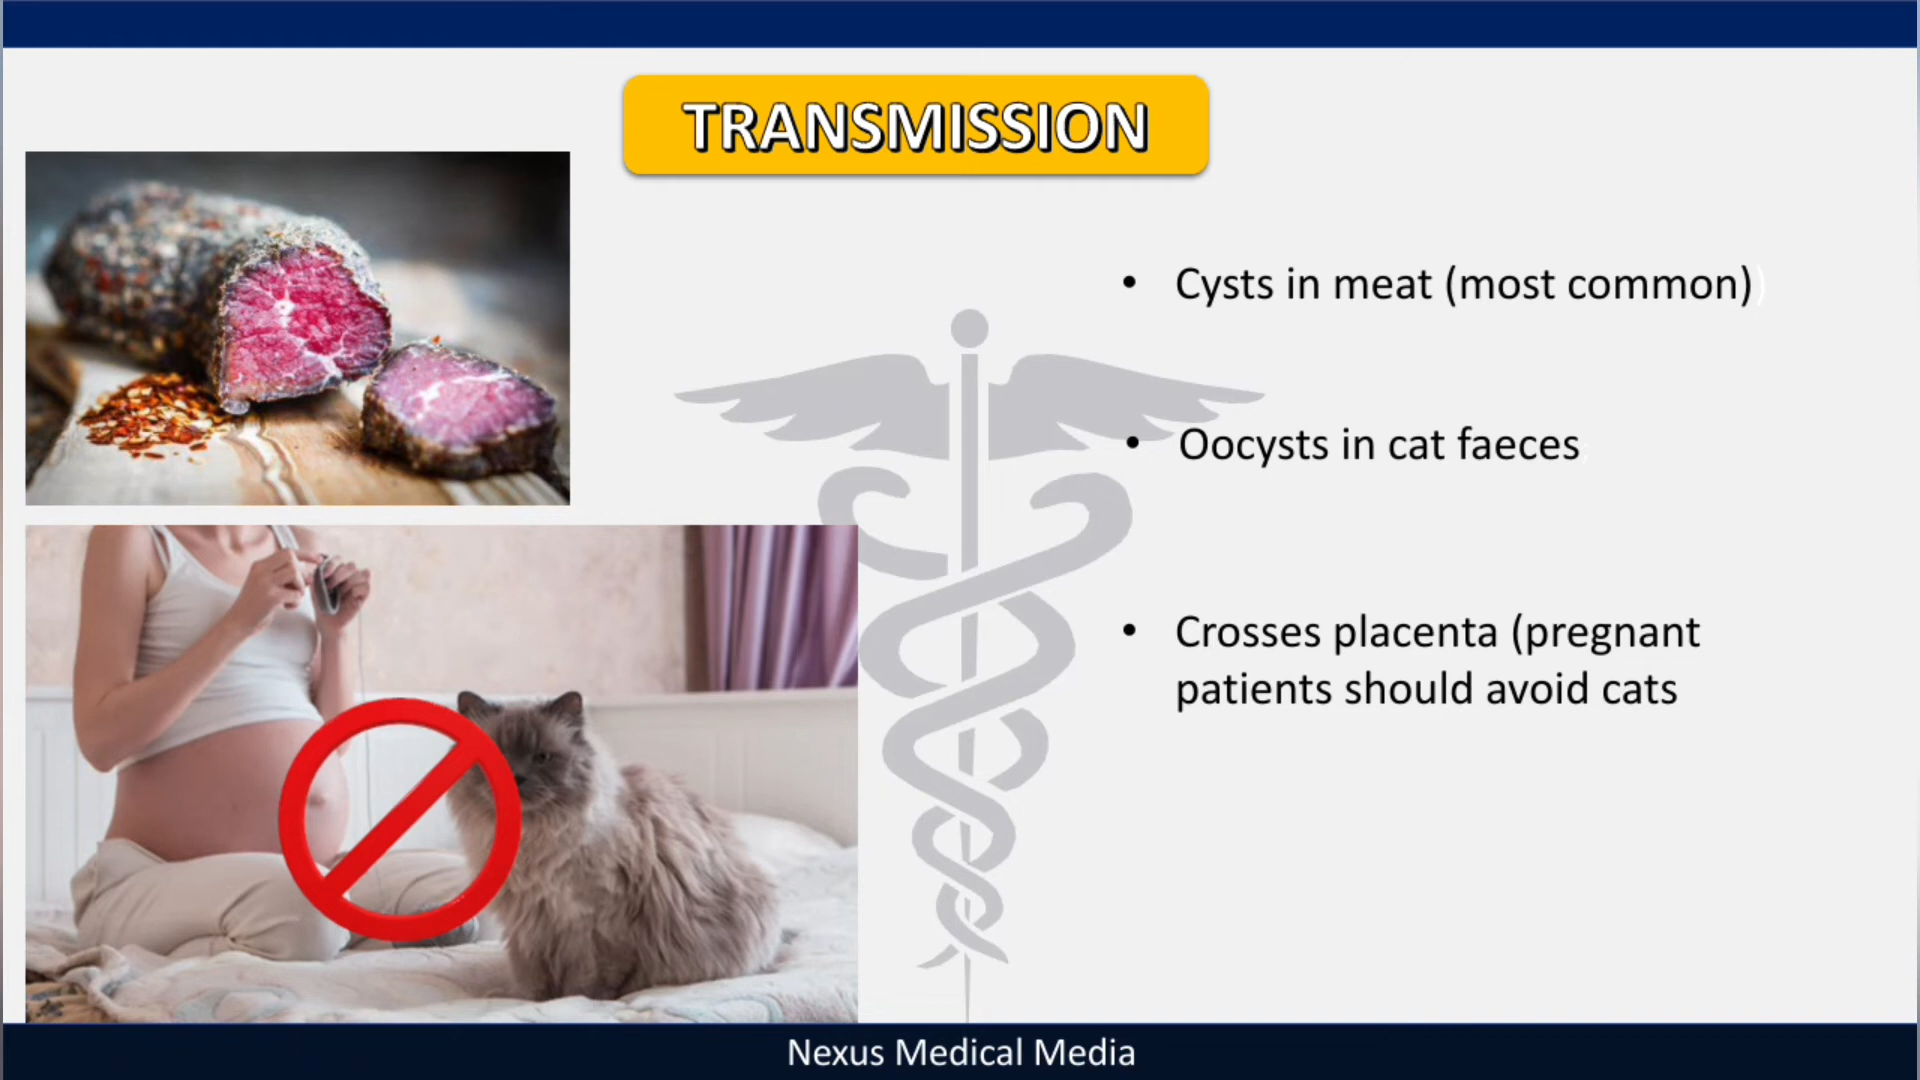 TRANSMISSION
• Cysts in meat (most common)
• Oocysts in cat faeces
• Crosses placenta (pregnant
patients should avoid cats
Nexus Medical Media